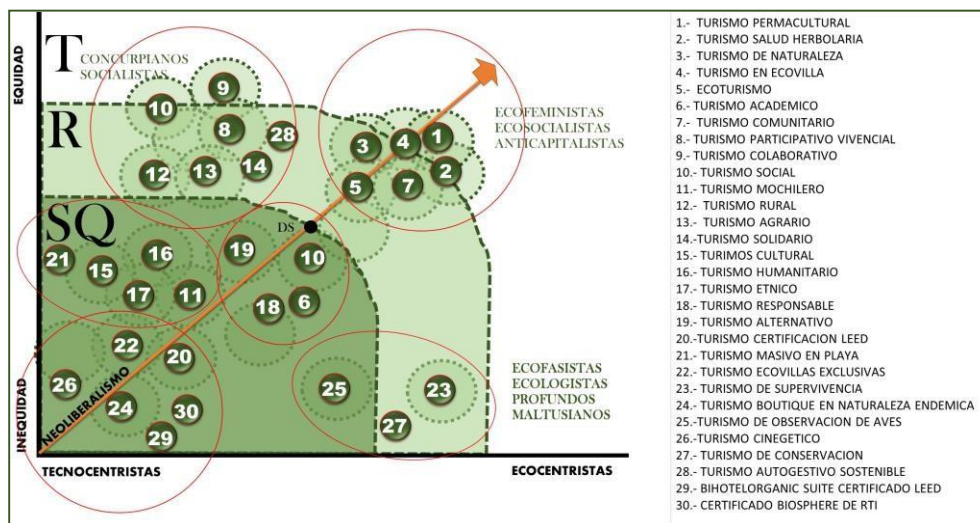 EQUIDAD
INEQUIDAD
T CONCURPIANOS
SOCIALISTAS
R
SQ
9
10
8
28
12
13
14
ECOFEMINISTAS
ECOSOCIALISTAS
ANTICAPITALISTAS
3
4
1
5
7
2
DS
21
15
16
19
10
17
11
18
6
22
20
26
24
30
29
NEOLIBERALISMO
ECOFASISTAS
ECOLOGISTAS
PROFUNDOS
MALTUSIANOS
25
23
27
TECNOCENTRISTAS
ECOCENTRISTAS
1.- TURISMO PERMACULTURAL
2.- TURISMO SALUD HERBOLARIA
3.- TURISMO DE NATURALEZA
4.- TURISMO EN ECOVILLA
5.- ECOTURISMO
6.- TURISMO ACADEMICO
7.- TURISMO COMUNITARIO
8.- TURISMO PARTICIPATIVO VIVENCIAL
9.- TURISMO COLABORATIVO
10.- TURISMO SOCIAL
11.- TURISMO MOCHILERO
12.- TURISMO RURAL
13.- TURISMO AGRARIO
14.-TURISMO SOLIDARIO
15.- TURIMOS CULTURAL
16.- TURISMO HUMANITARIO
17.- TURISMO ETNICO
18.- TURISMO RESPONSABLE
19.- TURISMO ALTERNATIVO
20.-TURISMO CERTIFICACION LEED
21.- TURISMO MASIVO EN PLAYA
22.- TURISMO ECOVILLAS EXCLUSIVAS
23.- TURISMO DE SUPERVIVENCIA
24.- TURISMO BOUTIQUE EN NATURALEZA ENDEMICA
25.-TURISMO DE OBSERVACION DE AVES
26.-TURISMO CINEGETICO
27.- TURISMO DE CONSERVACION
28.- TURISMO AUTOGESTIVO SOSTENIBLE
29.- BIHOTELORGANIC SUITE CERTIFICADO LEED
30.- CERTIFICADO BIOSPHERE DE RTI